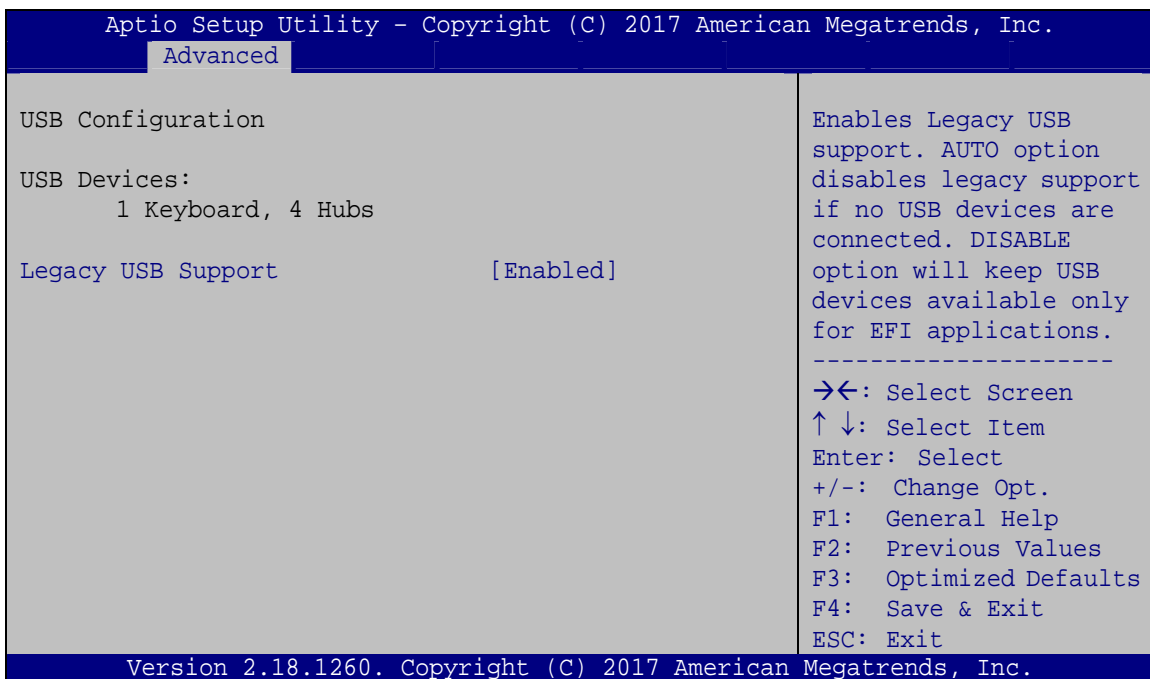 Aptio Setup Utility – Copyright (C) 2017 American Megatrends, Inc.
Advanced
USB Configuration
USB Devices:
1 Keyboard, 4 Hubs
Legacy USB Support [Enabled]
Enables Legacy USB
support. AUTO option
disables legacy support
if no USB devices are
connected. DISABLE
option will keep USB
devices available only
for EFI applications.
---------------------
→←: Select Screen
↑ ↓: Select Item
Enter: Select
+/-: Change Opt.
F1: General Help
F2: Previous Values
F3: Optimized Defaults
F4: Save & Exit
ESC: Exit
Version 2.18.1260. Copyright (C) 2017 American Megatrends, Inc.